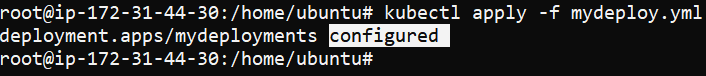 root@ip-172-31-44-30:/home/ubuntu# kubectl apply -f mydeploy.yml
deployment.apps/mydeployments configured
root@ip-172-31-44-30:/home/ubuntu#